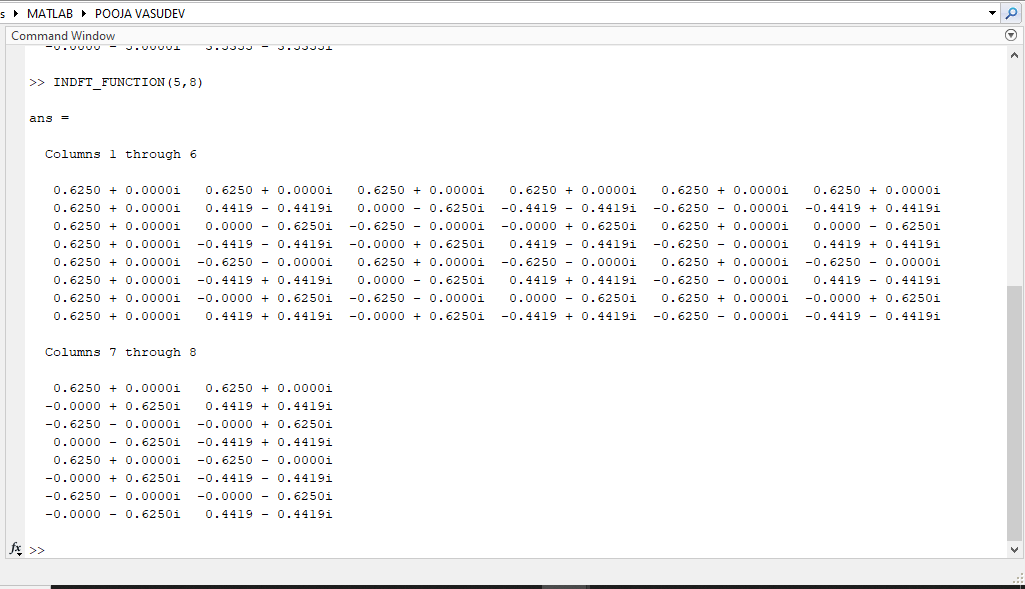 s ▸ MATLAB ▸ POOJA VASUDEV
Command Window
>> INDFT_FUNCTION(5,8)
ans =
Columns 1 through 6
0.6250 + 0.0000i 0.6250 + 0.0000i 0.6250 + 0.0000i 0.6250 + 0.0000i 0.6250 + 0.0000i 0.6250 + 0.0000i
0.6250 + 0.0000i 0.4419 - 0.4419i 0.0000 - 0.6250i -0.4419 - 0.4419i -0.6250 - 0.0000i -0.4419 + 0.4419i
0.6250 + 0.0000i 0.0000 - 0.6250i -0.6250 - 0.0000i -0.0000 + 0.6250i 0.6250 + 0.0000i 0.0000 - 0.6250i
0.6250 + 0.0000i -0.4419 - 0.4419i -0.0000 + 0.6250i 0.4419 - 0.4419i -0.6250 - 0.0000i 0.4419 + 0.4419i
0.6250 + 0.0000i -0.6250 - 0.0000i 0.6250 + 0.0000i -0.6250 - 0.0000i 0.6250 + 0.0000i -0.6250 - 0.0000i
0.6250 + 0.0000i -0.4419 + 0.4419i 0.0000 - 0.6250i 0.4419 + 0.4419i -0.6250 - 0.0000i 0.4419 - 0.4419i
0.6250 + 0.0000i -0.0000 + 0.6250i -0.6250 - 0.0000i 0.0000 - 0.6250i 0.6250 + 0.0000i -0.0000 + 0.6250i
0.6250 + 0.0000i 0.4419 + 0.4419i -0.0000 + 0.6250i -0.4419 + 0.4419i -0.6250 - 0.0000i -0.4419 - 0.4419i
Columns 7 through 8
0.6250 + 0.0000i 0.6250 + 0.0000i
-0.0000 + 0.6250i 0.4419 + 0.4419i
-0.6250 - 0.0000i -0.0000 + 0.6250i
0.0000 - 0.6250i -0.4419 + 0.4419i
0.6250 + 0.0000i -0.6250 - 0.0000i
-0.0000 + 0.6250i -0.4419 - 0.4419i
-0.6250 - 0.0000i -0.0000 - 0.6250i
-0.0000 - 0.6250i 0.4419 - 0.4419i
fx >>